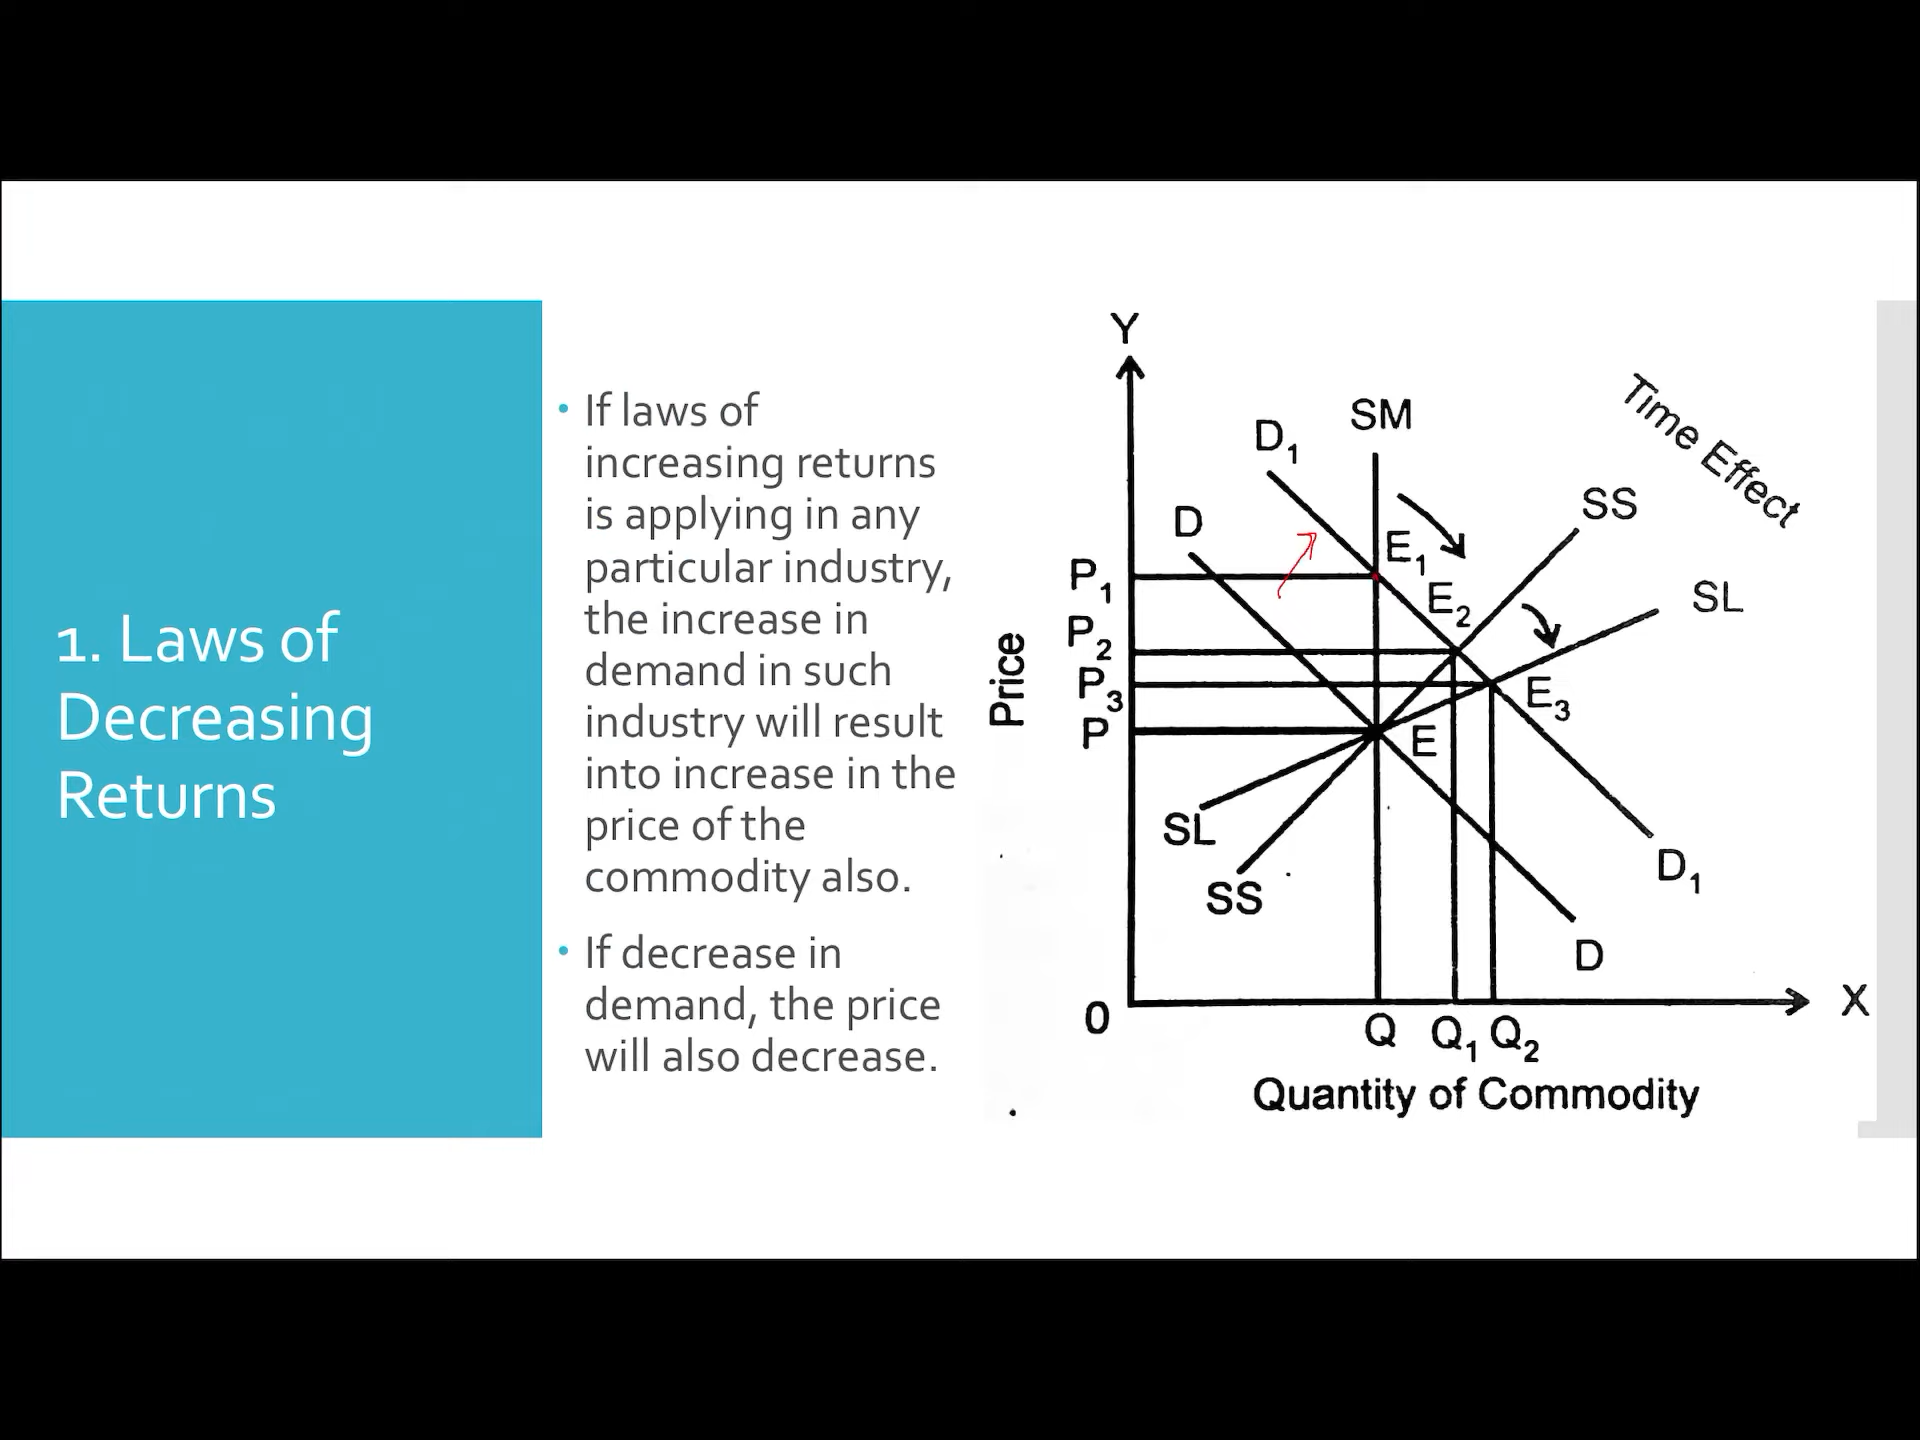 1. Laws of
Decreasing
Returns
• If laws of
increasing returns
is applying in any
particular industry,
the increase in
demand in such
industry will result
into increase in the
price of the
commodity also.
• If decrease in
demand, the price
will also decrease.
Y
Time Effect
SM
D₁
SS
D
E₁
P₁
E₂
SL
P₂
Price
P₃
E₃
P
E
SL
D₁
SS
D
0
X
Q Q₁ Q₂
Quantity of Commodity